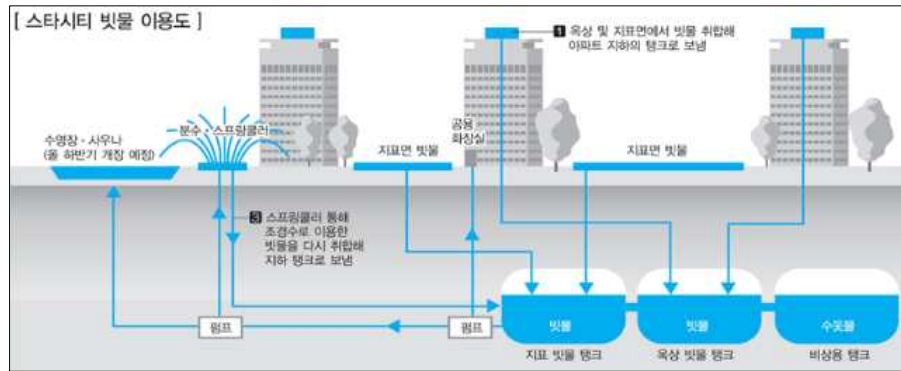 [ 스타시티 빗물 이용도 ]
1 옥상 및 지표면에서 빗물 취합해
아파트 지하의 탱크로 보냄
수영장·사우나
(올 하반기 개장 예정)
분수·스프링쿨러
지표면 빗물
공용
화장실
지표면 빗물
3 스프링쿨러 통해
조경수로 이용한
빗물을 다시 취합해
지하 탱크로 보냄
펌프
펌프
빗물
빗물
수돗물
지표 빗물 탱크
옥상 빗물 탱크
비상용 탱크